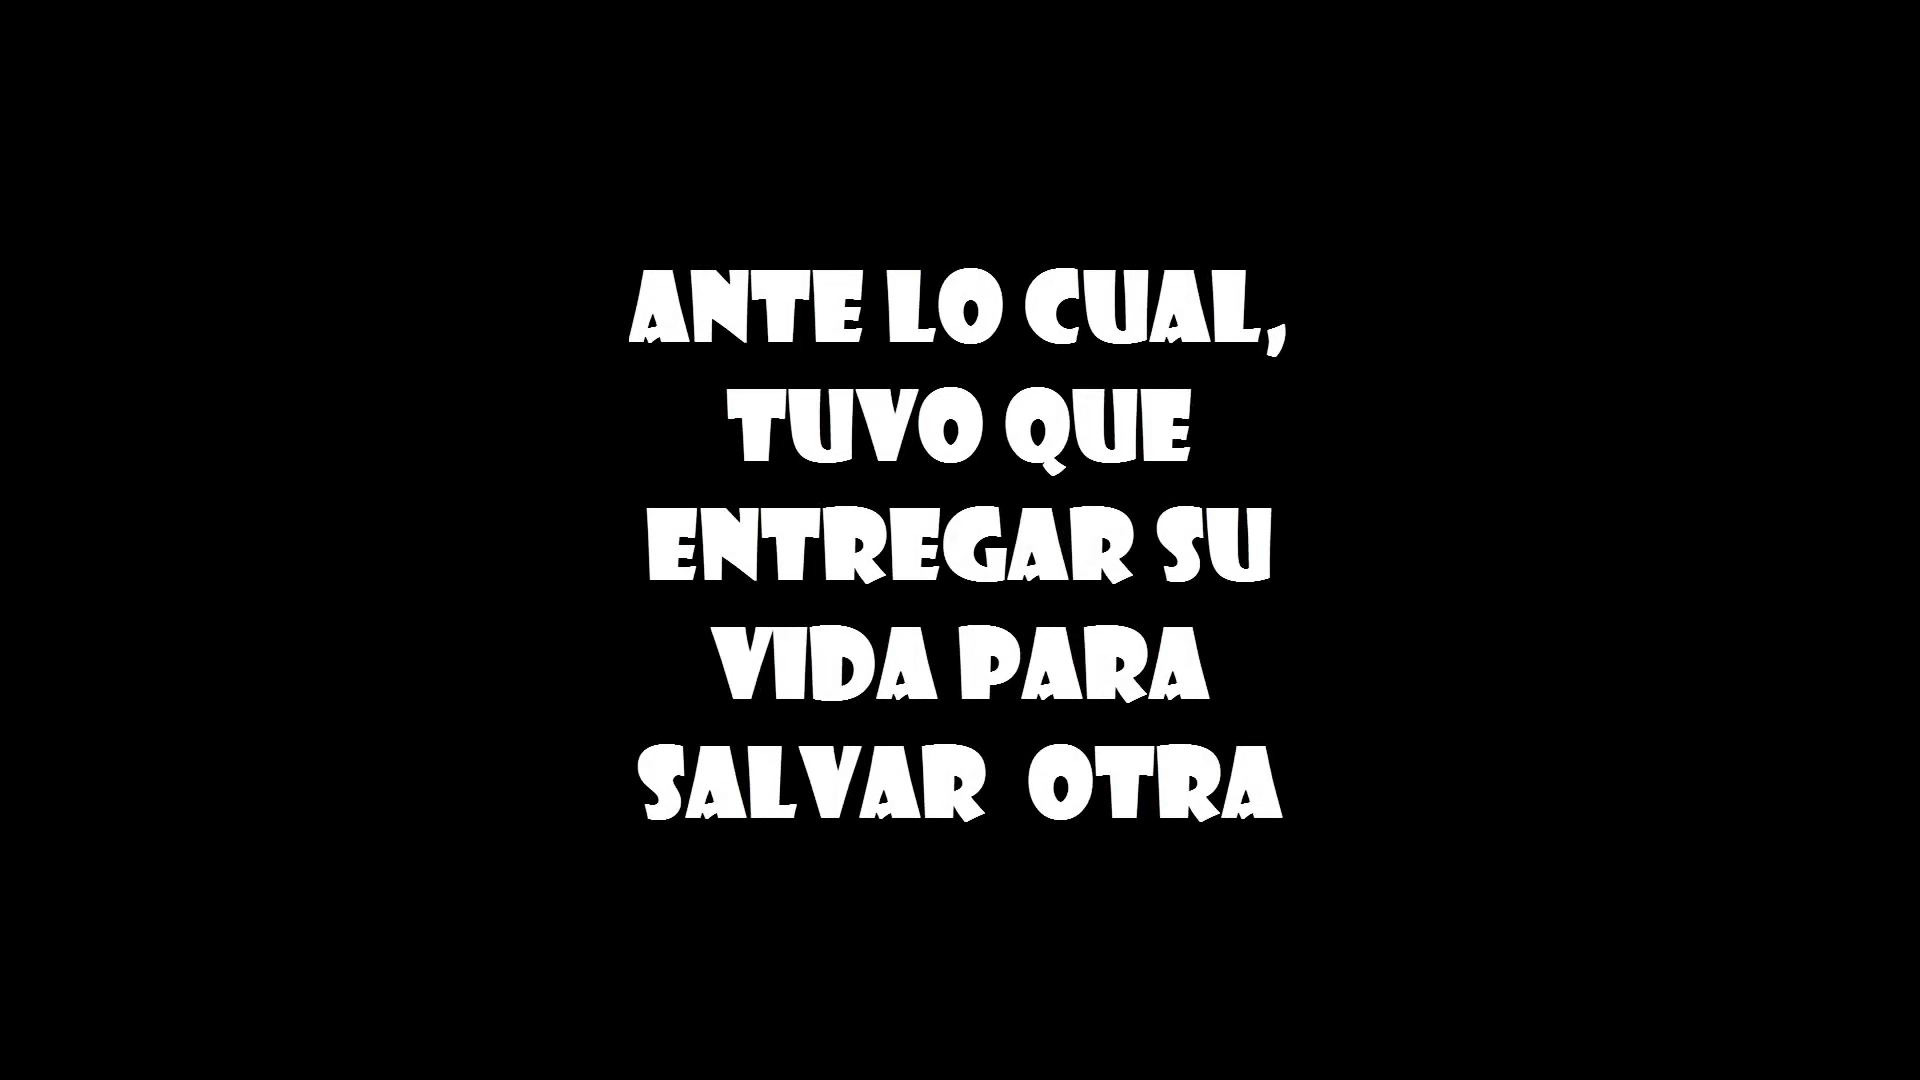 ANTE LO CUAL,
TUVO QUE
ENTREGAR SU
VIDA PARA
SALVAR  OTRA